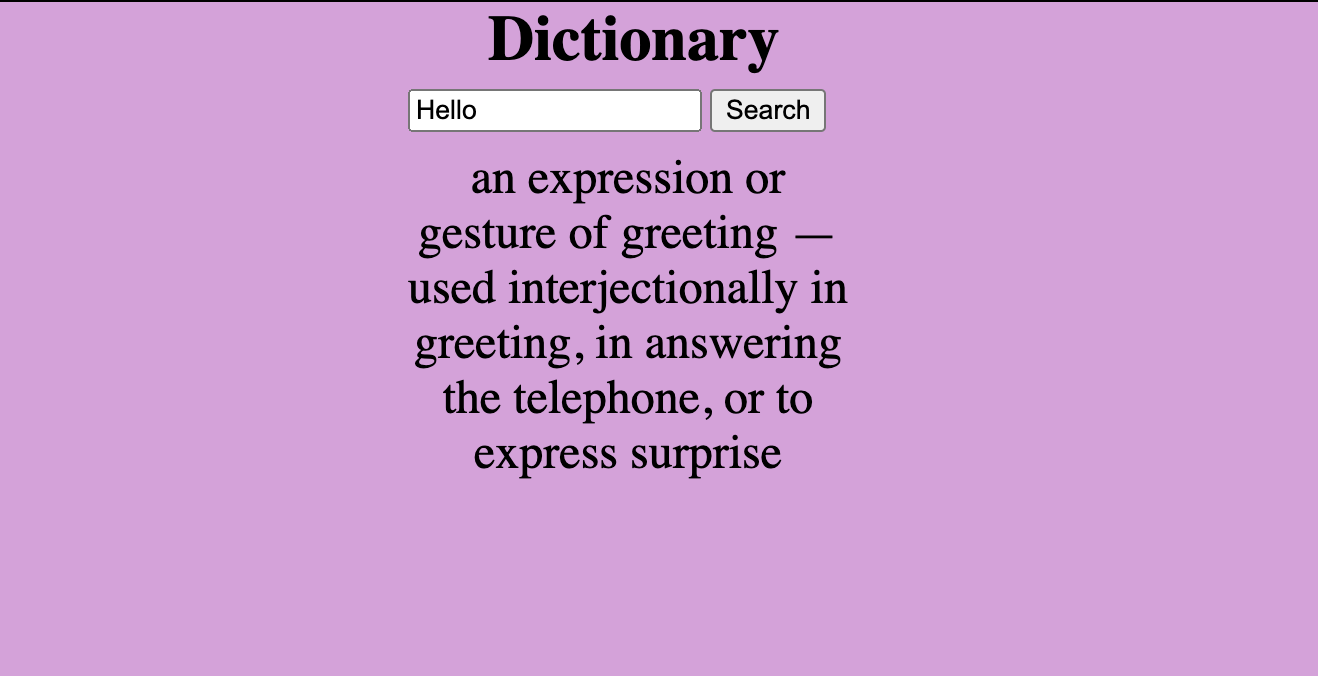 Dictionary
Hello Search
an expression or
gesture of greeting —
used interjectionally in
greeting, in answering
the telephone, or to
express surprise